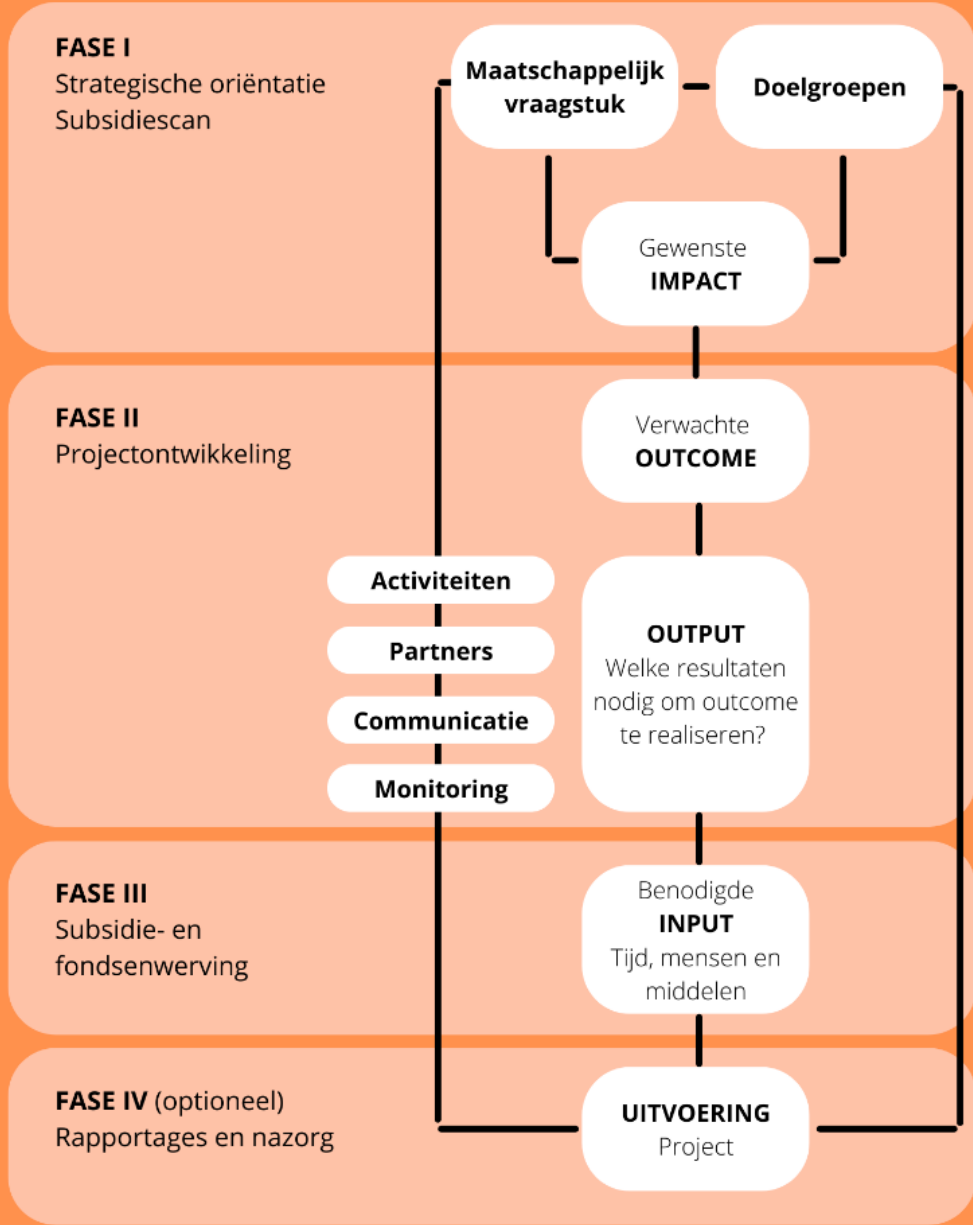 FASE I
Strategische oriëntatie
Subsidiescan
Maatschappelijk
vraagstuk
Doelgroepen
Gewenste
IMPACT
FASE II
Projectontwikkeling
Verwachte
OUTCOME
Activiteiten
Partners
Communicatie
Monitoring
OUTPUT
Welke resultaten
nodig om outcome
te realiseren?
FASE III
Subsidie- en
fondsenwerving
Benodigde
INPUT
Tijd, mensen en
middelen
FASE IV (optioneel)
Rapportages en nazorg
UITVOERING
Project